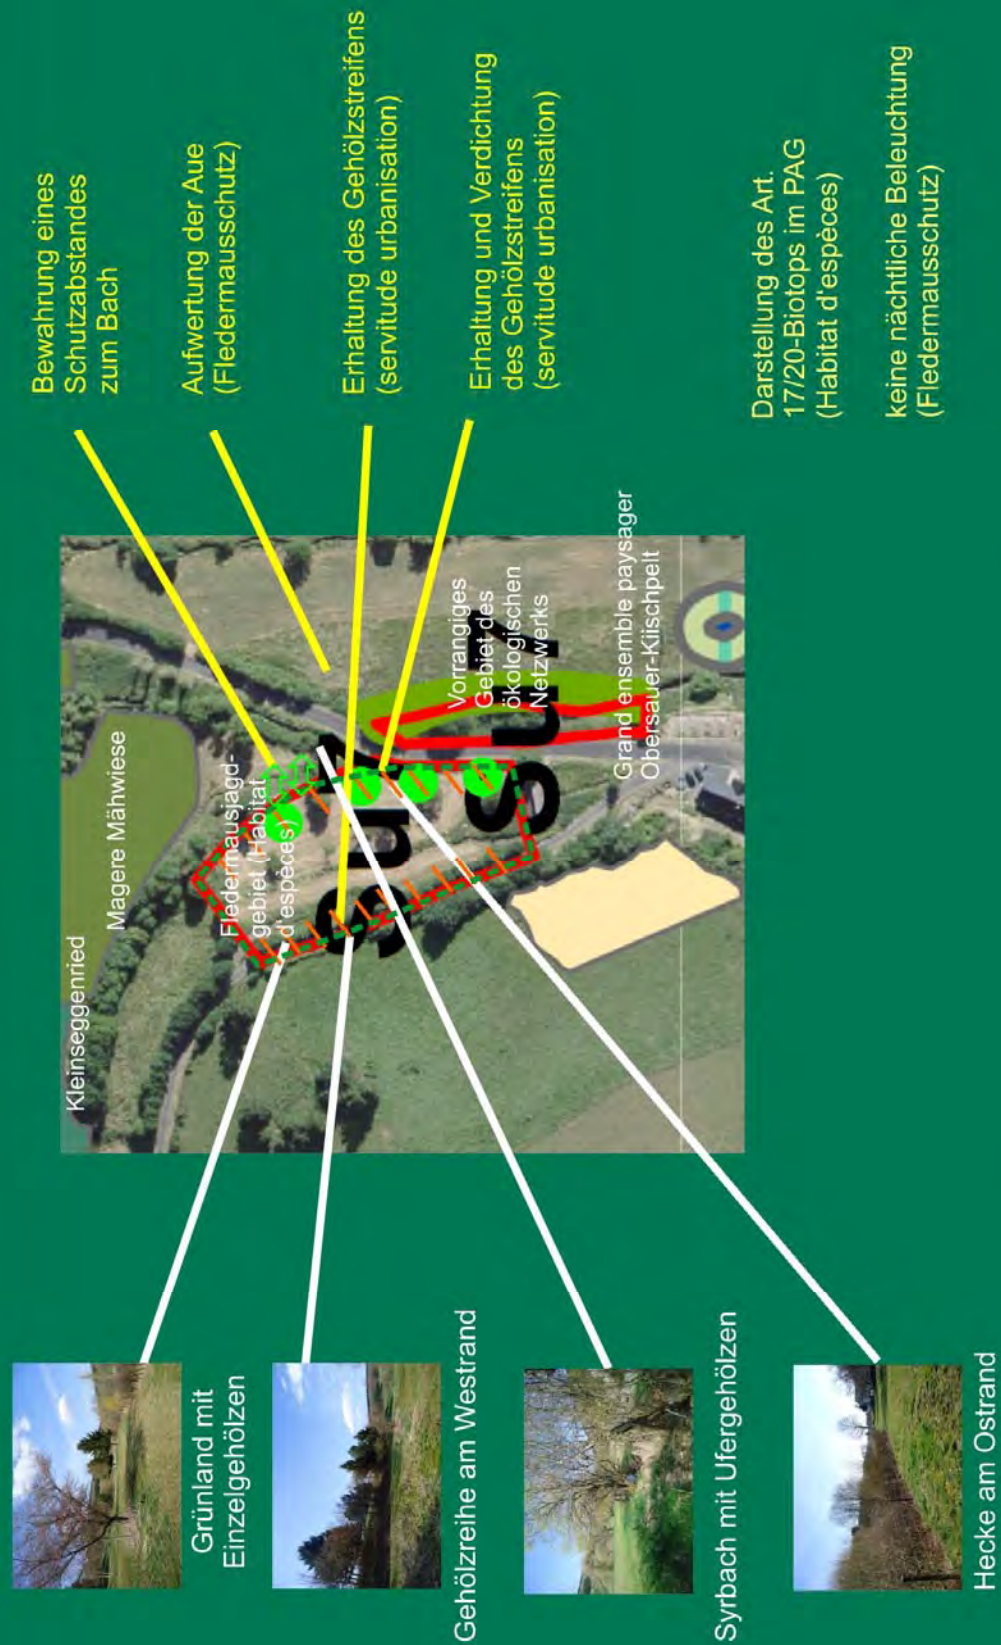 Grünland mit
Einzelgehölzen
Gehölzreihe am Westrand
Syrbach mit Ufergehölzen
Hecke am Ostrand
Kleinseggenried
Magere Mähwiese
Fledermausjagd-
gebiet (Habitat
d'espèces)
Vorrangiges
Gebiet des
ökologischen
Netzwerks
Grand ensemble paysager
Obersauer-Kiischpelt
Bewahrung eines
Schutzabstandes
zum Bach
Aufwertung der Aue
(Fledermausschutz)
Erhaltung des Gehölzstreifens
(servitude urbanisation)
Erhaltung und Verdichtung
des Gehölzstreifens
(servitude urbanisation)
Darstellung des Art.
17/20-Biotops im PAG
(Habitat d'espèces)
keine nächtliche Beleuchtung
(Fledermausschutz)